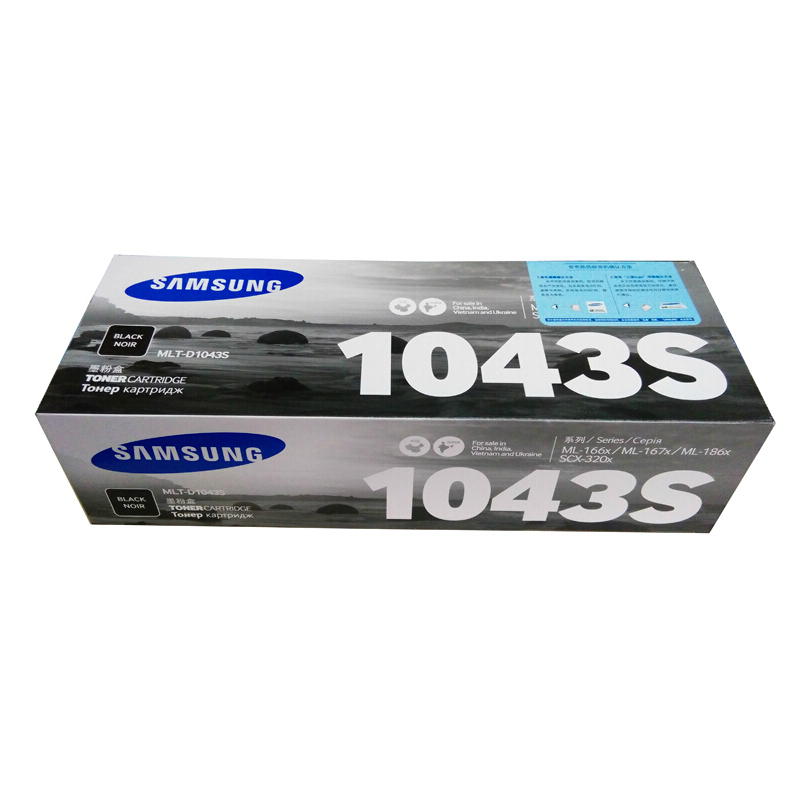 SAMSUNG
For sale in
China, India,
Vietnam and Ukraine
BLACK
NOIR
MLT-D1043S
墨粉盒
TONER CARTRIDGE
Тонер картридж
1043S
SAMSUNG
For sale in
China, India,
Vietnam and Ukraine
系列/Series/Серія
ML-166x/ML-167x/ML-186x
SCX-320x
BLACK
NOIR
MLT-D1043S
墨粉盒
TONER CARTRIDGE
Тонер картридж
1043S